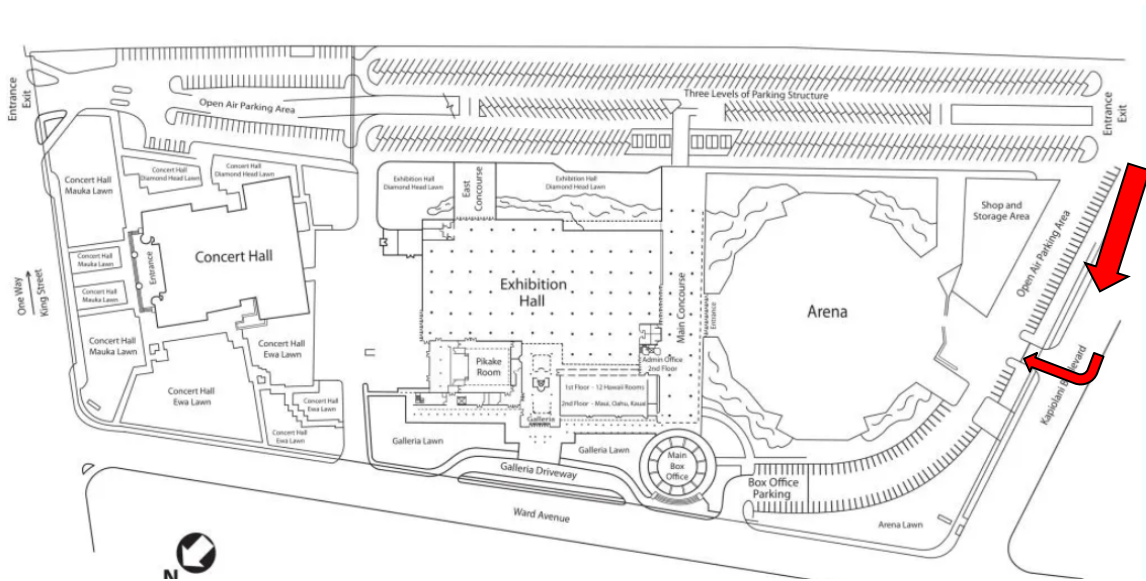 Entrance
Exit
Open Air Parking Area
Three Levels of Parking Structure
Entrance
Exit
Concert Hall
Mauka Lawn
Concert Hall
Diamond Head Lawn
Concert Hall
Diamond Head Lawn
Exhibition Hall
Diamond Head Lawn
East
Concourse
Exhibition Hall
Diamond Head Lawn
Shop and
Storage Area
Open Air Parking Area
One Way
King Street
Concert Hall
Mauka Lawn
Concert Hall
Mauka Lawn
Entrance
Concert Hall
Exhibition
Hall
Main Concourse
Entrance
Arena
Concert Hall
Mauka Lawn
Concert Hall
Ewa Lawn
Pikake
Room
Admin Office
2nd Floor
1st Floor - 12 Hawaii Rooms
2nd Floor - Maui, Oahu, Kauai
Concert Hall
Ewa Lawn
Concert Hall
Ewa Lawn
Concert Hall
Ewa Lawn
Galleria
Galleria Lawn
Galleria Lawn
Galleria Driveway
Main
Box
Office
Box Office
Parking
Arena Lawn
Kapiolani Boulevard
Ward Avenue
N